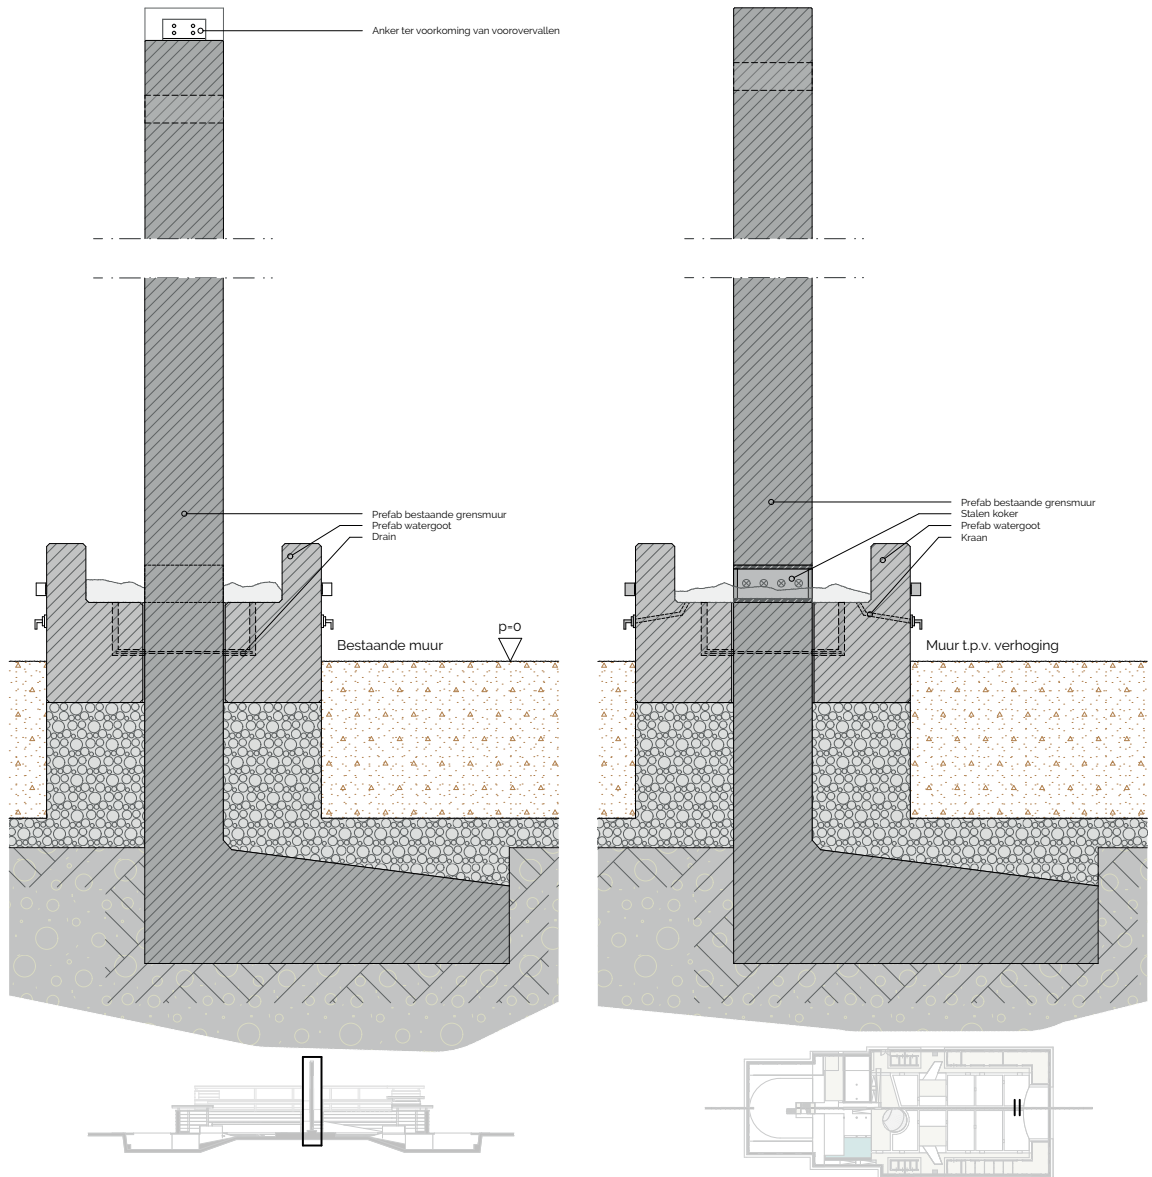 Anker ter voorkoming van voorovervallen
Prefab bestaande grensmuur
Prefab watergoot
Drain
p=0
Bestaande muur
Prefab bestaande grensmuur
Stalen koker
Prefab watergoot
Kraan
Muur t.p.v. verhoging